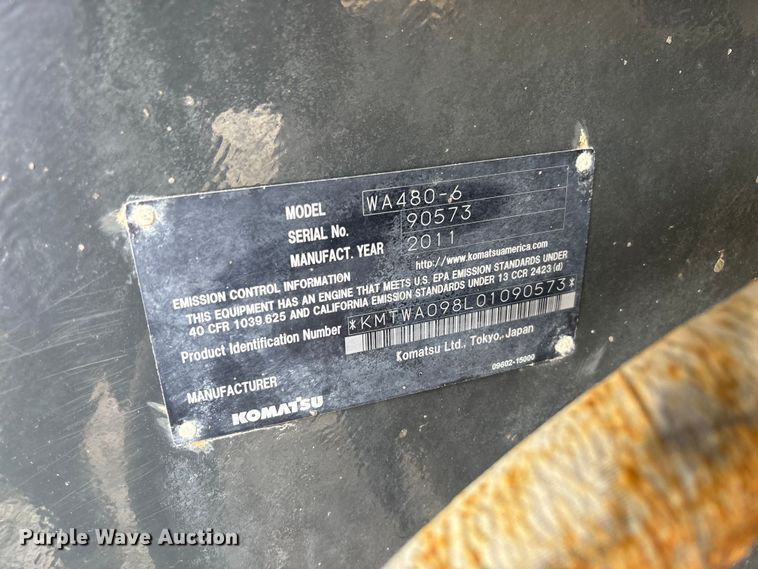 MODEL WA480-6
SERIAL No. 90573
MANUFACT. YEAR 2011
http://www.komatsuamerica.com
EMISSION CONTROL INFORMATION
THIS EQUIPMENT HAS AN ENGINE THAT MEETS U.S. EPA EMISSION STANDARDS UNDER
40 CFR 1039.625 AND CALIFORNIA EMISSION STANDARDS UNDER 13 CCR 2423 (d)
Product Identification Number *KMTWA098L01090573*
Komatsu Ltd., Tokyo, Japan
MANUFACTURER
09602-15000
KOMATSU
Purple Wave Auction